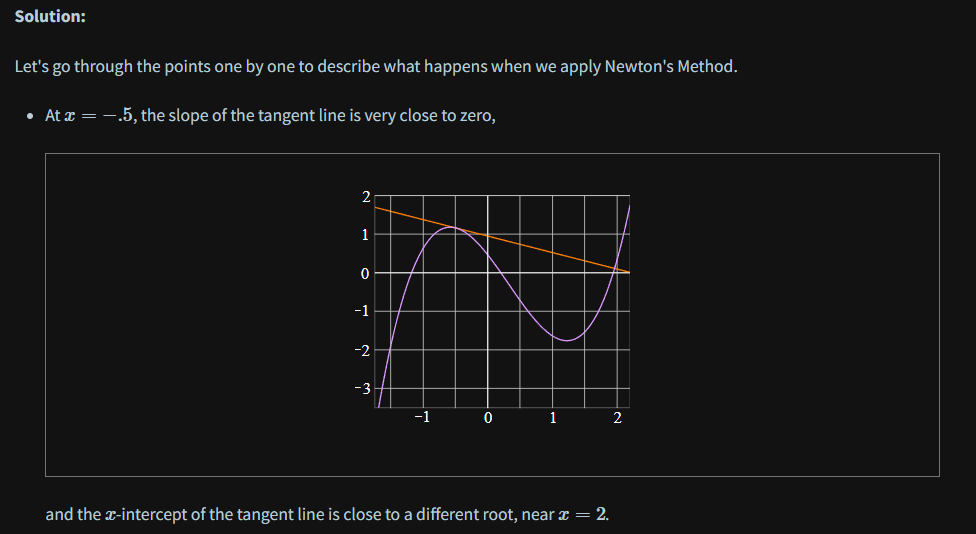 Solution:
Let's go through the points one by one to describe what happens when we apply Newton's Method.
• At x = −.5, the slope of the tangent line is very close to zero,
2
1
0
−1
−2
−3
−1 0 1 2
and the x-intercept of the tangent line is close to a different root, near x = 2.